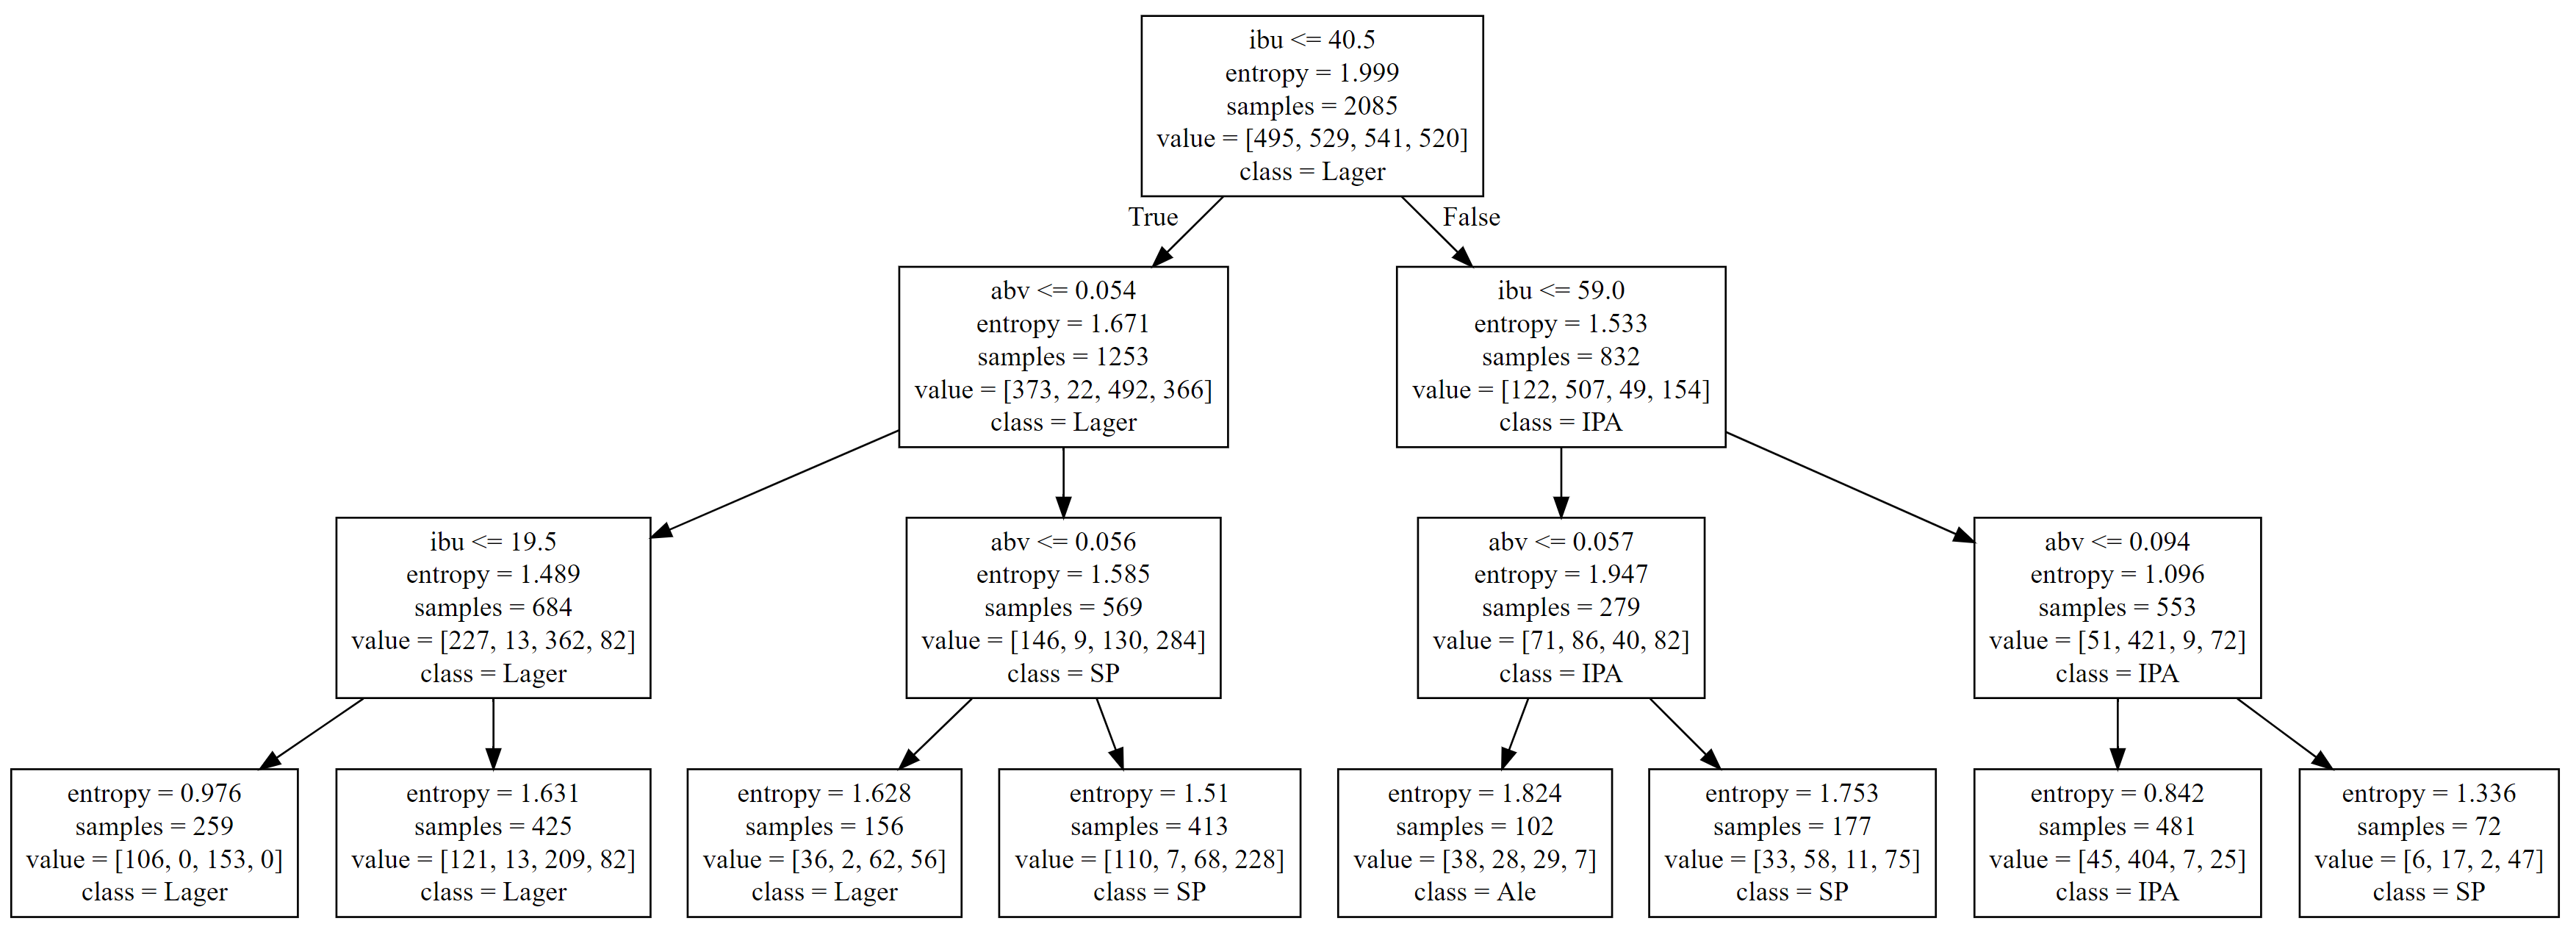 ibu <= 40.5
entropy = 1.999
samples = 2085
value = [495, 529, 541, 520]
class = Lager
True
False
abv <= 0.054
entropy = 1.671
samples = 1253
value = [373, 22, 492, 366]
class = Lager
ibu <= 59.0
entropy = 1.533
samples = 832
value = [122, 507, 49, 154]
class = IPA
ibu <= 19.5
entropy = 1.489
samples = 684
value = [227, 13, 362, 82]
class = Lager
abv <= 0.056
entropy = 1.585
samples = 569
value = [146, 9, 130, 284]
class = SP
abv <= 0.057
entropy = 1.947
samples = 279
value = [71, 86, 40, 82]
class = IPA
abv <= 0.094
entropy = 1.096
samples = 553
value = [51, 421, 9, 72]
class = IPA
entropy = 0.976
samples = 259
value = [106, 0, 153, 0]
class = Lager
entropy = 1.631
samples = 425
value = [121, 13, 209, 82]
class = Lager
entropy = 1.628
samples = 156
value = [36, 2, 62, 56]
class = Lager
entropy = 1.51
samples = 413
value = [110, 7, 68, 228]
class = SP
entropy = 1.824
samples = 102
value = [38, 28, 29, 7]
class = Ale
entropy = 1.753
samples = 177
value = [33, 58, 11, 75]
class = SP
entropy = 0.842
samples = 481
value = [45, 404, 7, 25]
class = IPA
entropy = 1.336
samples = 72
value = [6, 17, 2, 47]
class = SP